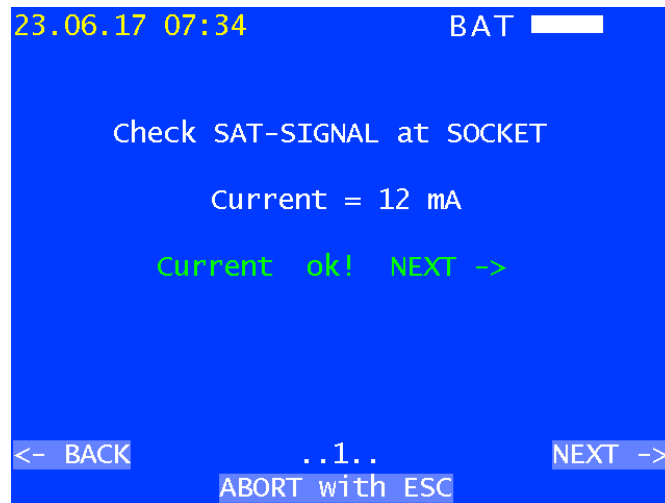 23.06.17 07:34 BAT
Check SAT-SIGNAL at SOCKET
Current = 12 mA
Current ok! NEXT ->
<- BACK ..1.. NEXT ->
ABORT with ESC